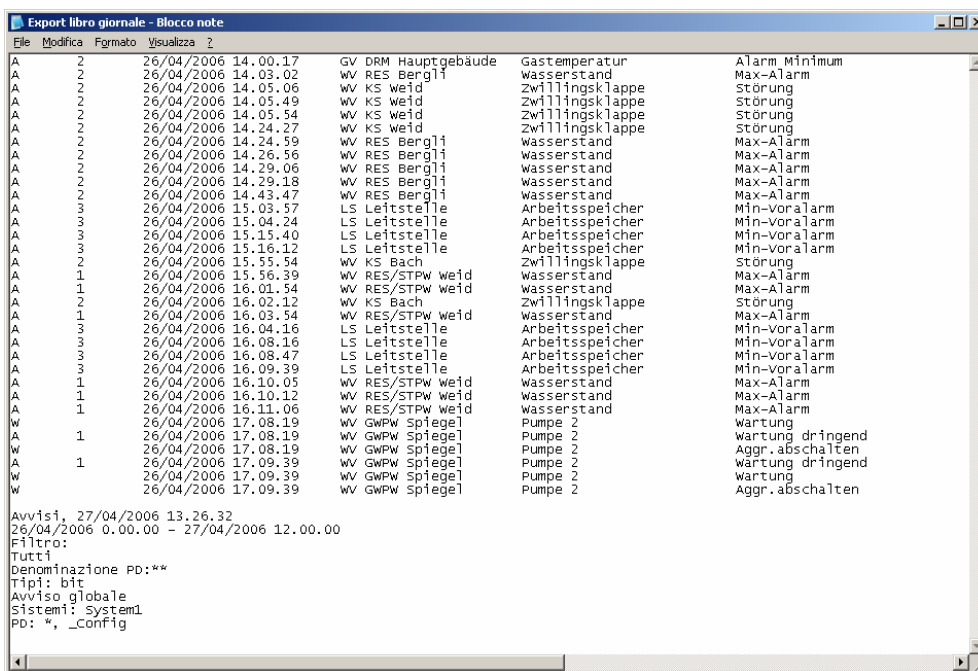 Export libro giornale - Blocco note
File Modifica Formato Visualizza ?
A 2 26/04/2006 14.00.17 GV DRM Hauptgebäude Gastemperatur Alarm Minimum
A 2 26/04/2006 14.03.02 WV RES Bergli Wasserstand Max-Alarm
A 2 26/04/2006 14.05.06 WV KS Weid Zwillingsklappe Störung
A 2 26/04/2006 14.05.49 WV KS Weid Zwillingsklappe Störung
A 2 26/04/2006 14.05.54 WV KS Weid Zwillingsklappe Störung
A 2 26/04/2006 14.24.27 WV KS Weid Zwillingsklappe Störung
A 2 26/04/2006 14.24.59 WV RES Bergli Wasserstand Max-Alarm
A 2 26/04/2006 14.26.56 WV RES Bergli Wasserstand Max-Alarm
A 2 26/04/2006 14.29.06 WV RES Bergli Wasserstand Max-Alarm
A 2 26/04/2006 14.29.18 WV RES Bergli Wasserstand Max-Alarm
A 2 26/04/2006 14.43.47 WV RES Bergli Wasserstand Max-Alarm
A 3 26/04/2006 15.03.57 LS Leitstelle Arbeitsspeicher Min-Voralarm
A 3 26/04/2006 15.04.24 LS Leitstelle Arbeitsspeicher Min-Voralarm
A 3 26/04/2006 15.15.40 LS Leitstelle Arbeitsspeicher Min-Voralarm
A 3 26/04/2006 15.16.12 LS Leitstelle Arbeitsspeicher Min-Voralarm
A 2 26/04/2006 15.55.54 WV KS Bach Zwillingsklappe Störung
A 1 26/04/2006 15.56.39 WV RES/STPW Weid Wasserstand Max-Alarm
A 1 26/04/2006 16.01.54 WV RES/STPW Weid Wasserstand Max-Alarm
A 2 26/04/2006 16.02.12 WV KS Bach Zwillingsklappe Störung
A 1 26/04/2006 16.03.54 WV RES/STPW Weid Wasserstand Max-Alarm
A 3 26/04/2006 16.04.16 LS Leitstelle Arbeitsspeicher Min-Voralarm
A 3 26/04/2006 16.08.16 LS Leitstelle Arbeitsspeicher Min-Voralarm
A 3 26/04/2006 16.08.47 LS Leitstelle Arbeitsspeicher Min-Voralarm
A 3 26/04/2006 16.09.39 LS Leitstelle Arbeitsspeicher Min-Voralarm
A 1 26/04/2006 16.10.05 WV RES/STPW Weid Wasserstand Max-Alarm
A 1 26/04/2006 16.10.12 WV RES/STPW Weid Wasserstand Max-Alarm
A 1 26/04/2006 16.11.06 WV RES/STPW Weid Wasserstand Max-Alarm
W 26/04/2006 17.08.19 WV GWPW Spiegel Pumpe 2 Wartung
A 1 26/04/2006 17.08.19 WV GWPW Spiegel Pumpe 2 Wartung dringend
W 26/04/2006 17.08.19 WV GWPW Spiegel Pumpe 2 Aggr.abschalten
A 1 26/04/2006 17.09.39 WV GWPW Spiegel Pumpe 2 Wartung dringend
W 26/04/2006 17.09.39 WV GWPW Spiegel Pumpe 2 Wartung
W 26/04/2006 17.09.39 WV GWPW Spiegel Pumpe 2 Aggr.abschalten
Avvisi, 27/04/2006 13.26.32
26/04/2006 0.00.00 - 27/04/2006 12.00.00
Filtro:
Tutti
Denominazione PD:**
Tipi: bit
Avviso globale
Sistemi: System1
PD: *, _Config